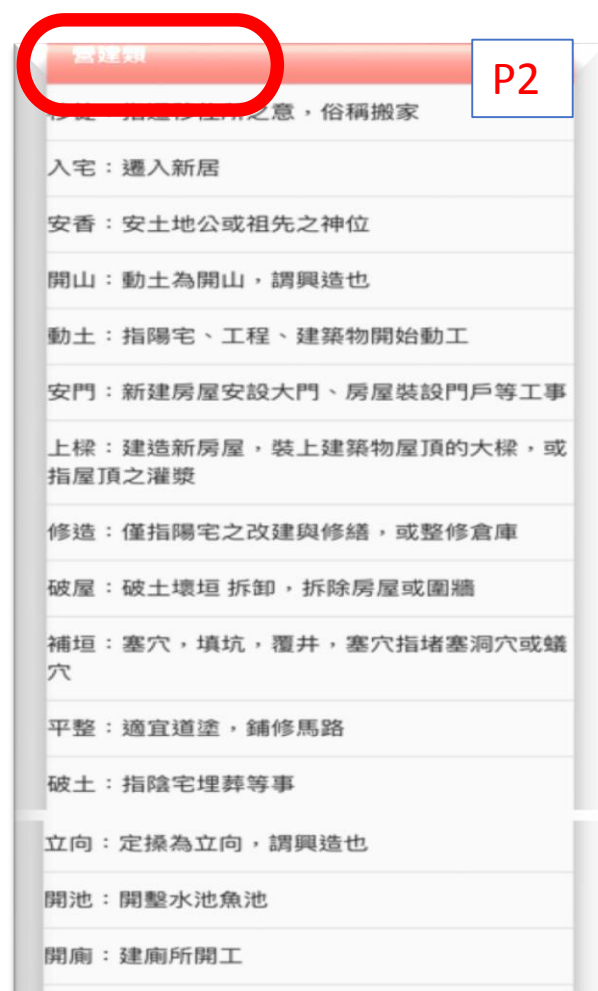 營建類
P2
移徙：指遷移住所之意，俗稱搬家
入宅：遷入新居
安香：安土地公或祖先之神位
開山：動土為開山，謂興造也
動土：指陽宅、工程、建築物開始動工
安門：新建房屋安設大門、房屋裝設門戶等工事
上樑：建造新房屋，裝上建築物屋頂的大樑，或
指屋頂之灌漿
修造：僅指陽宅之改建與修繕，或整修倉庫
破屋：破土壞垣 拆卸，拆除房屋或圍牆
補垣：塞穴，填坑，覆井，塞穴指堵塞洞穴或蟻
穴
平整：適宜道塗，鋪修馬路
破土：指陰宅埋葬等事
立向：定搡為立向，謂興造也
開池：開鑿水池魚池
開廁：建廁所開工